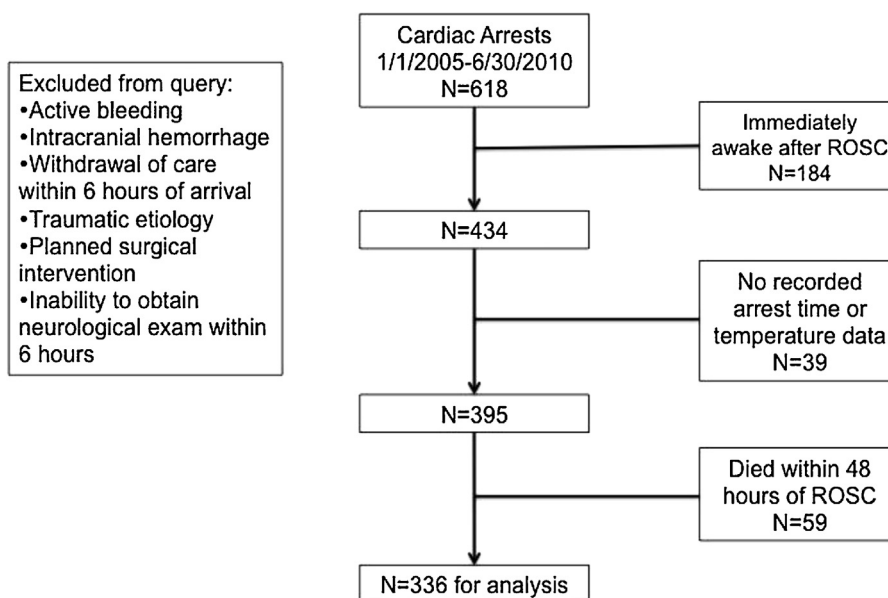 Cardiac Arrests
1/1/2005-6/30/2010
N=618
Excluded from query:
•Active bleeding
•Intracranial hemorrhage
•Withdrawal of care
within 6 hours of arrival
•Traumatic etiology
•Planned surgical
intervention
•Inability to obtain
neurological exam within
6 hours
Immediately
awake after ROSC
N=184
N=434
No recorded
arrest time or
temperature data
N=39
N=395
Died within 48
hours of ROSC
N=59
N=336 for analysis